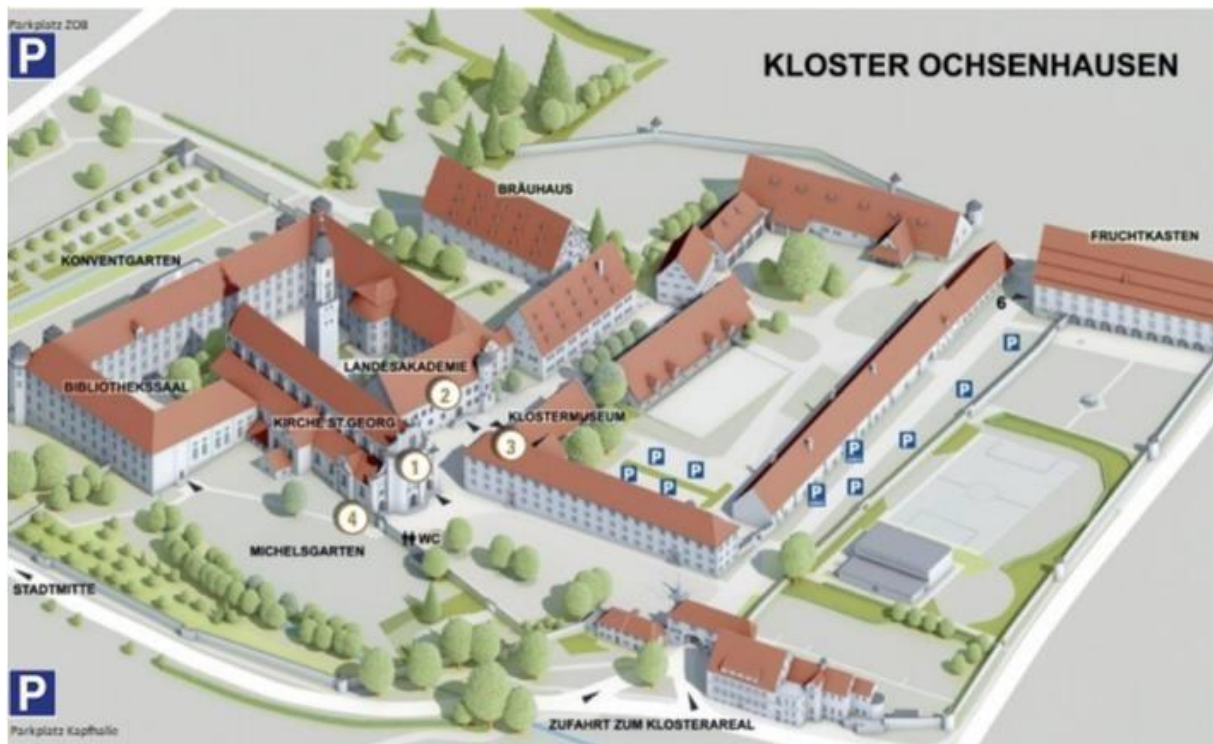 Parkplatz ZOB
P
KLOSTER OCHSENHAUSEN
BRÄUHAUS
FRUCHTKASTEN
KONVENTGARTEN
6
P
LANDESAKADEMIE
BIBLIOTHEKSSAAL
2
P
KLOSTERMUSEUM
KIRCHE ST.GEORG
3
P
P
P
1
P
P
P
P
P
P
4
WC
MICHELSGARTEN
STADTMITTE
P
ZUFAHRT ZUM KLOSTERAREAL
Parkplatz Kapfhalle